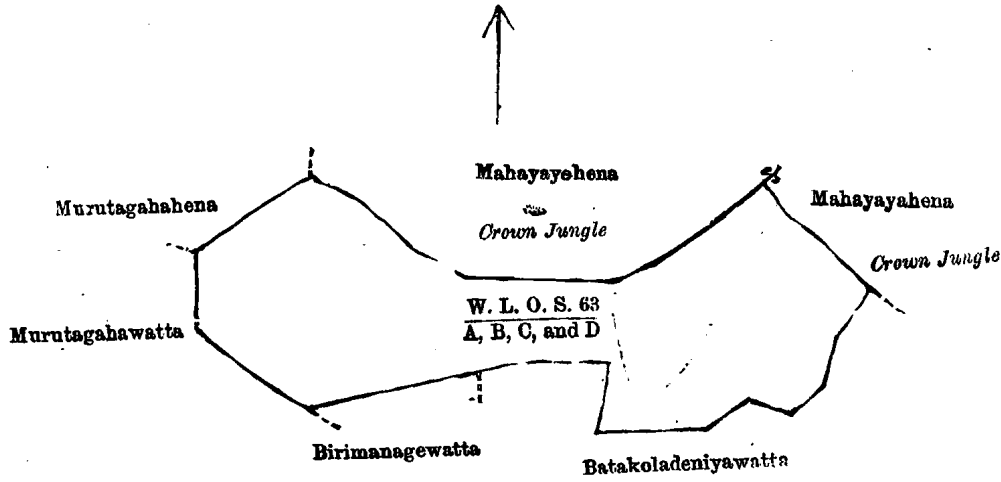 Mahayayehena
Crown Jungle
Murutagahahena
Mahayayahena
Crown Jungle
W. L. O. S. 63
A, B, C, and D
Murutagahawatta
Birimanagewatta
Batakoladeniyawatta